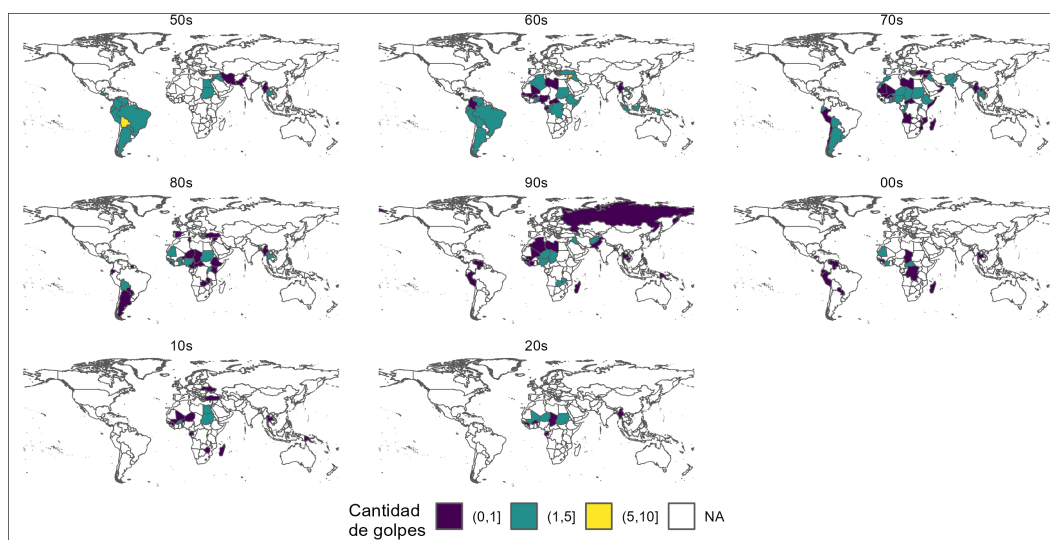 50s
60s
70s
80s
90s
00s
10s
20s
Cantidad
de golpes
(0,1]
(1,5]
(5,10]
NA